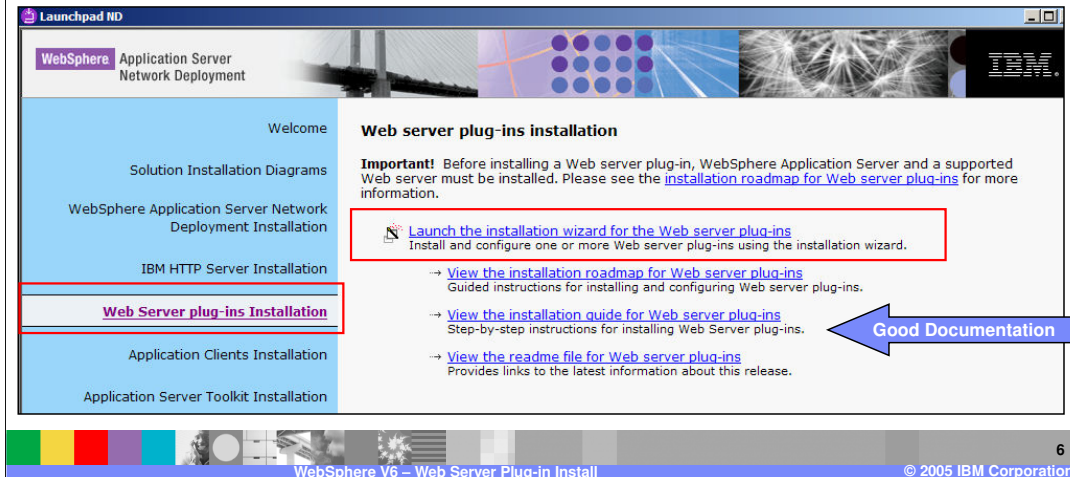 Launchpad ND
WebSphere Application Server
Network Deployment
IBM.
Welcome
Solution Installation Diagrams
WebSphere Application Server Network
Deployment Installation
IBM HTTP Server Installation
Web Server plug-ins Installation
Application Clients Installation
Application Server Toolkit Installation
Web server plug-ins installation
Important! Before installing a Web server plug-in, WebSphere Application Server and a supported
Web server must be installed. Please see the installation roadmap for Web server plug-ins for more
information.
Launch the installation wizard for the Web server plug-ins
Install and configure one or more Web server plug-ins using the installation wizard.
View the installation roadmap for Web server plug-ins
Guided instructions for installing and configuring Web server plug-ins.
View the installation guide for Web server plug-ins
Step-by-step instructions for installing Web Server plug-ins.
Good Documentation
View the readme file for Web server plug-ins
Provides links to the latest information about this release.
6
WebSphere V6 – Web Server Plug-in Install
© 2005 IBM Corporation